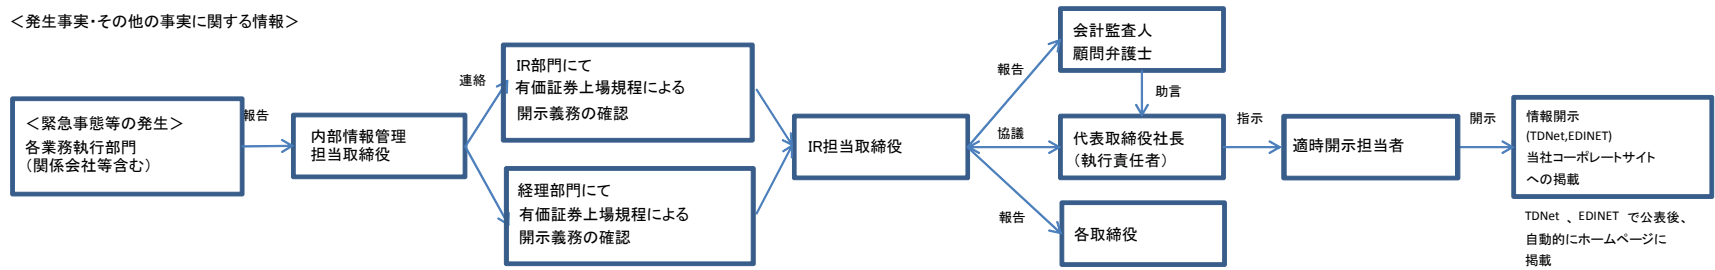 ＜発生事実・その他の事実に関する情報＞
＜緊急事態等の発生＞
各業務執行部門
（関係会社等含む）
報告
内部情報管理
担当取締役
連絡
IR部門にて
有価証券上場規程による
開示義務の確認
経理部門にて
有価証券上場規程による
開示義務の確認
IR担当取締役
報告
協議
報告
会計監査人
顧問弁護士
助言
代表取締役社長
（執行責任者）
各取締役
指示
適時開示担当者
開示
情報開示
(TDNet,EDINET)
当社コーポレートサイト
への掲載
TDNet 、EDINET で公表後、
自動的にホームページに
掲載